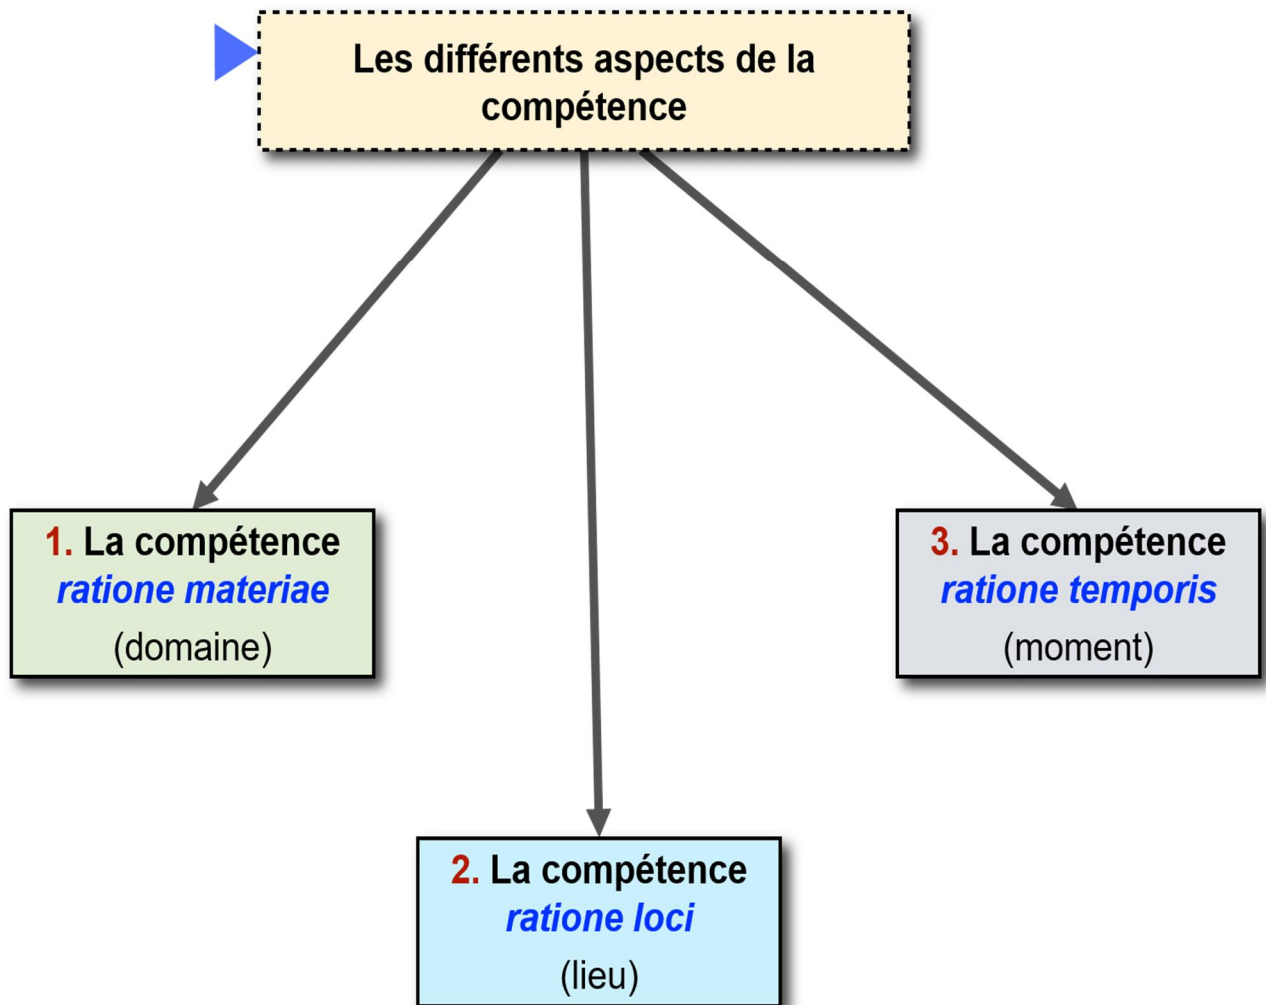 Les différents aspects de la
compétence
1. La compétence
ratione materiae
(domaine)
3. La compétence
ratione temporis
(moment)
2. La compétence
ratione loci
(lieu)